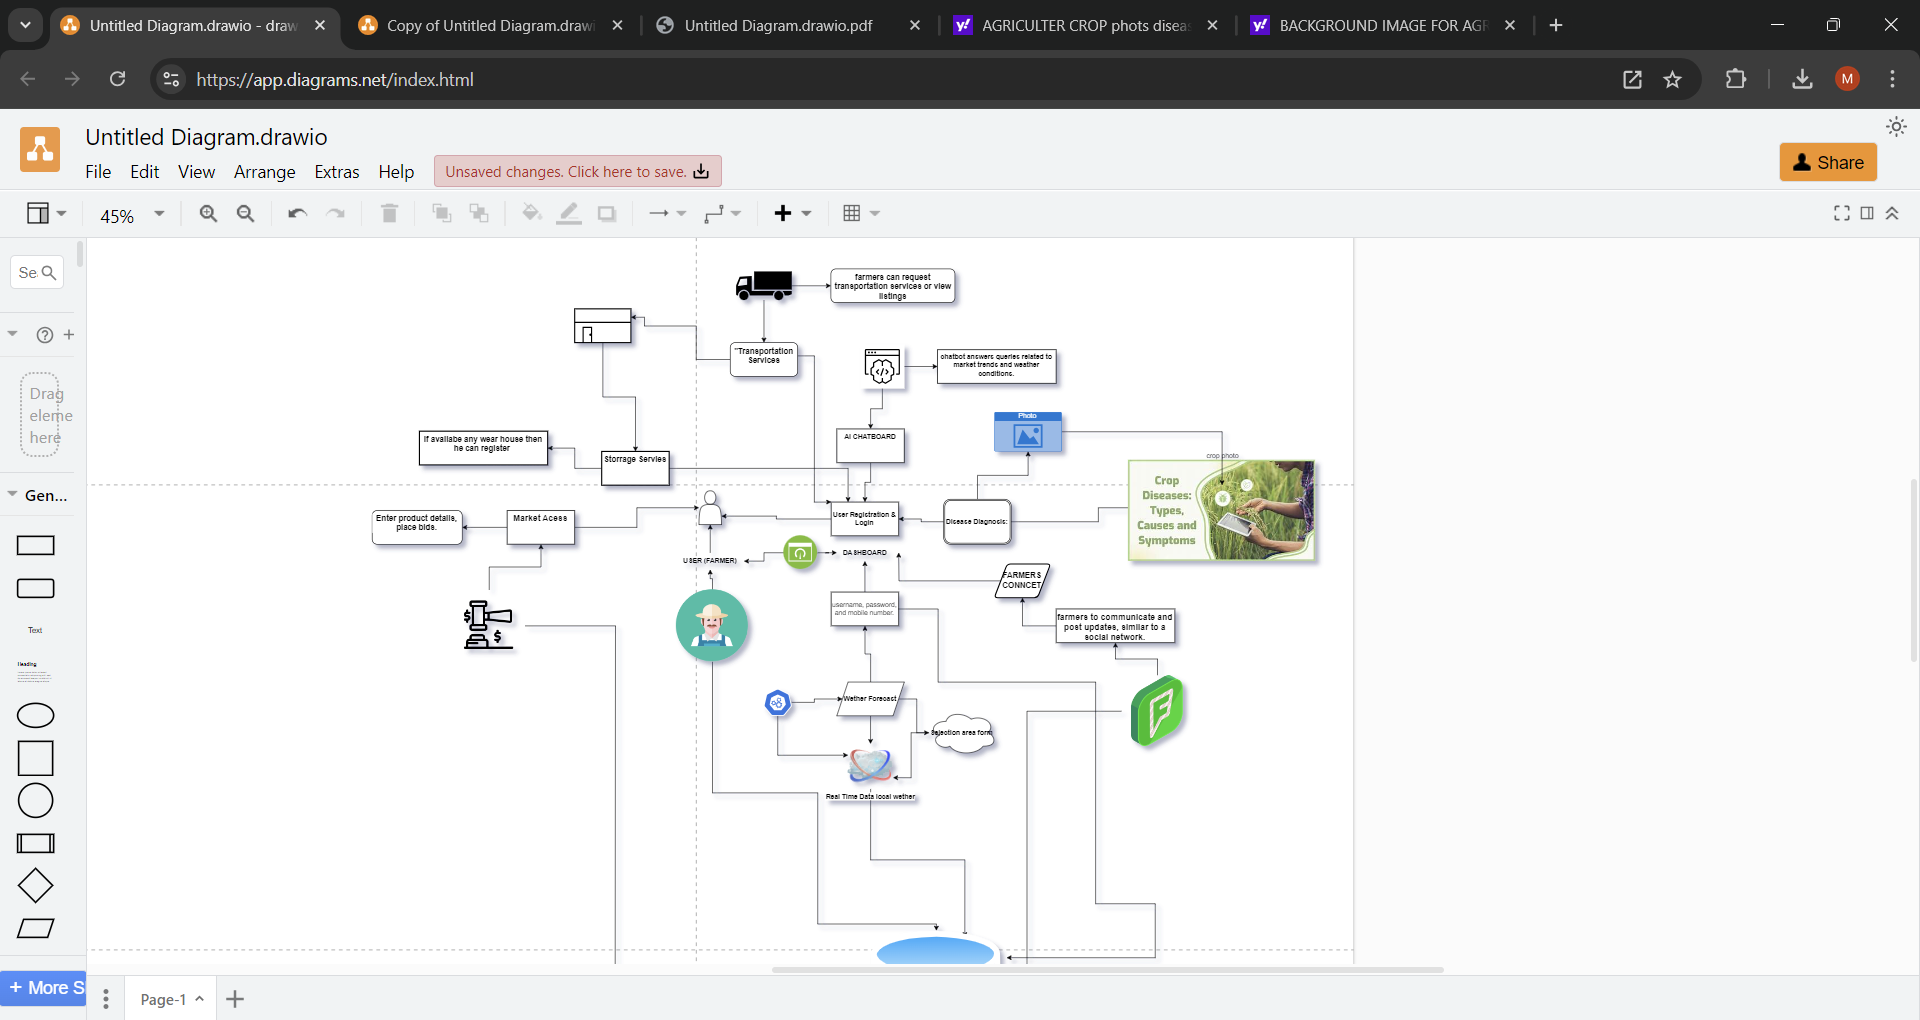 Untitled Diagram.drawio - draw
Copy of Untitled Diagram.draw
Untitled Diagram.drawio.pdf
AGRICULTER CROP phots disea
BACKGROUND IMAGE FOR AGR
https://app.diagrams.net/index.html
M
Untitled Diagram.drawio
File Edit View Arrange Extras Help
Unsaved changes. Click here to save.
Share
45%
Se
Drag
eleme
here
Gen...
Text
Heading
+ More S
Page-1
farmers can request
transportation services or view
listings
"Transportation
Services
chatbot answers queries related to
market trends and weather
conditions.
Photo
AI CHATBOARD
If availabe any wear house then
he can register
Storrage Servies
crop photo
Crop
Diseases:
Types,
Causes and
Symptoms
Enter product details,
place bids.
Market Acess
User Registration &
Login
Disease Diagnosis:
USER (FARMER)
DASHBOARD
FARMERS
CONNCET
username, password,
and mobile number.
farmers to communicate and
post updates, similar to a
social network.
Wether Forecast
Selection area form
Real Time Data local wether